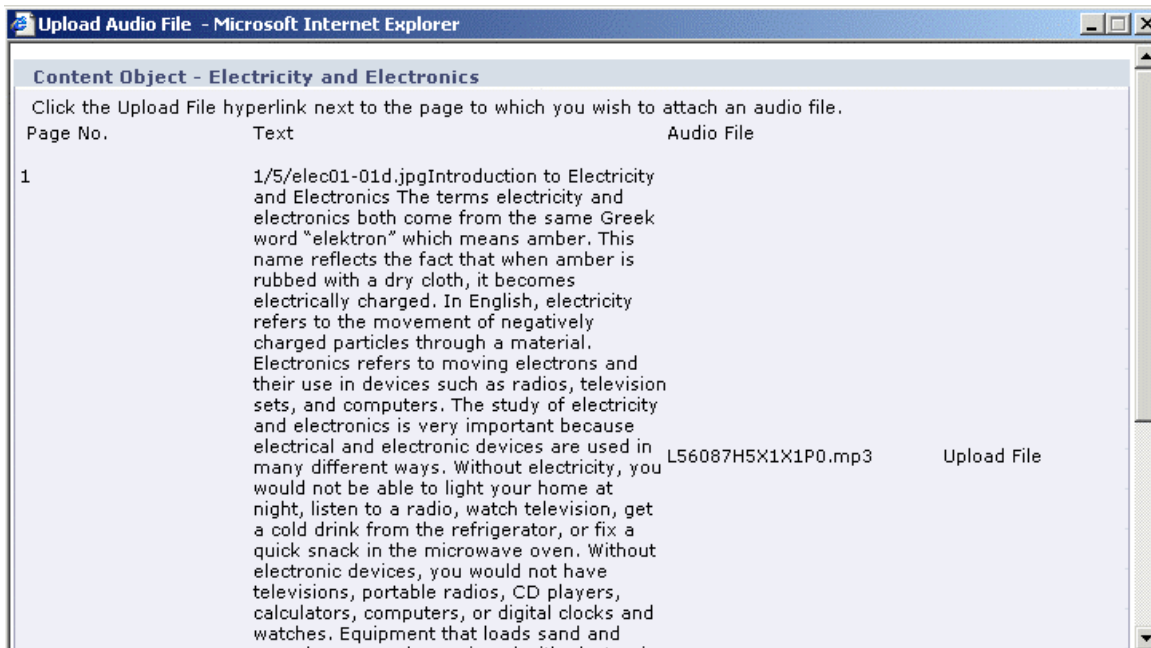 Upload Audio File - Microsoft Internet Explorer
Content Object - Electricity and Electronics
Click the Upload File hyperlink next to the page to which you wish to attach an audio file.
Page No. Text Audio File
1 1/5/elec01-01d.jpgIntroduction to Electricity
and Electronics The terms electricity and
electronics both come from the same Greek
word “elektron” which means amber. This
name reflects the fact that when amber is
rubbed with a dry cloth, it becomes
electrically charged. In English, electricity
refers to the movement of negatively
charged particles through a material.
Electronics refers to moving electrons and
their use in devices such as radios, television
sets, and computers. The study of electricity
and electronics is very important because
electrical and electronic devices are used in
many different ways. Without electricity, you
would not be able to light your home at
night, listen to a radio, watch television, get
a cold drink from the refrigerator, or fix a
quick snack in the microwave oven. Without
electronic devices, you would not have
televisions, portable radios, CD players,
calculators, computers, or digital clocks and
watches. Equipment that loads sand and
L56087H5X1X1P0.mp3 Upload File